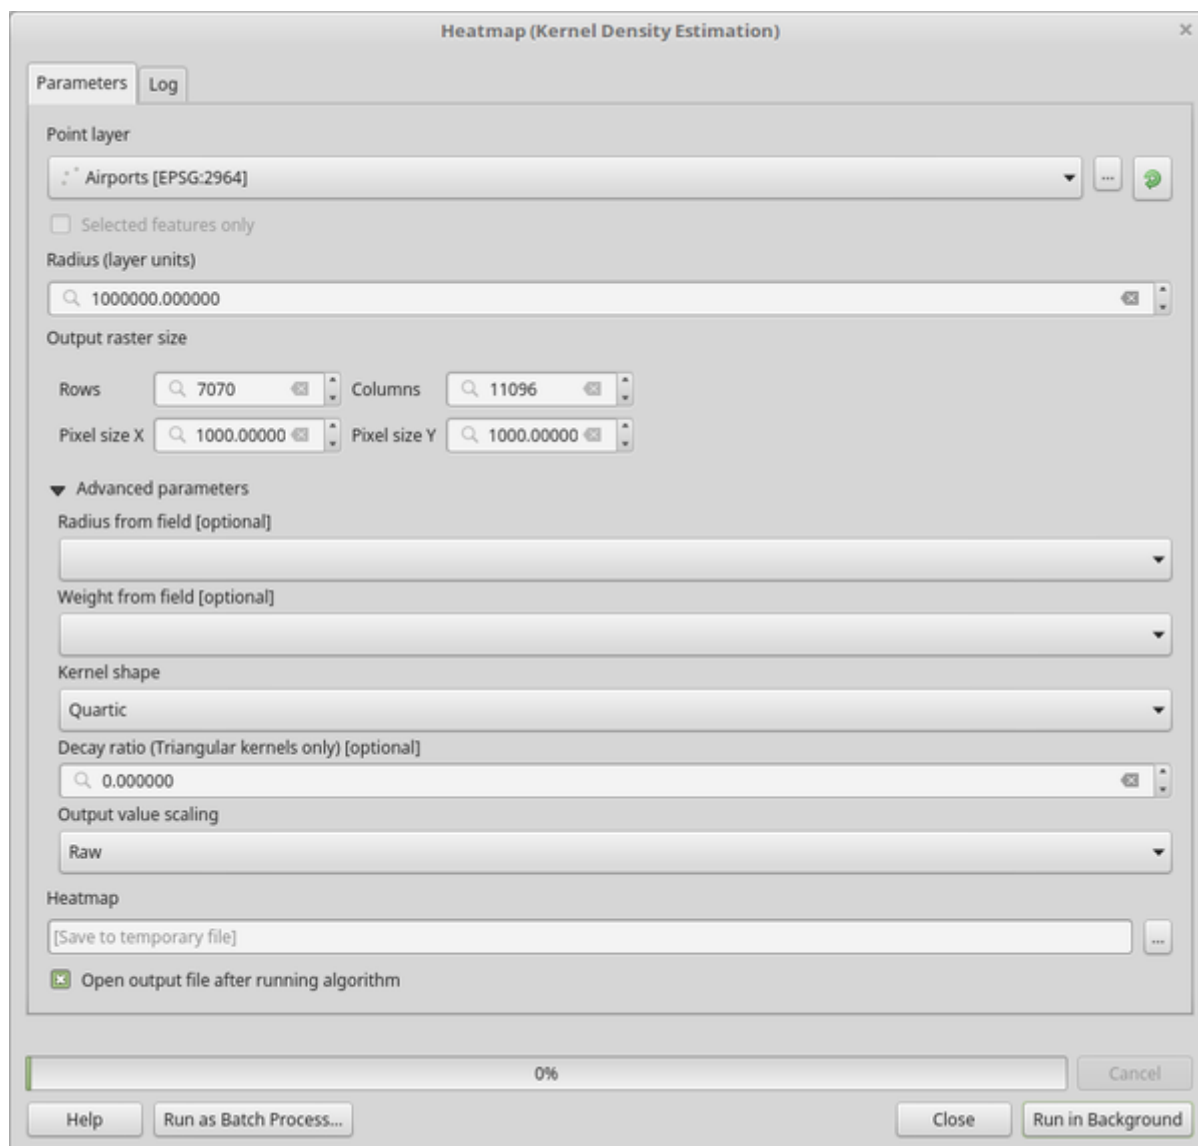 Heatmap (Kernel Density Estimation)
Parameters Log
Point layer
Airports [EPSG:2964]
...
Selected features only
Radius (layer units)
1000000.000000
Output raster size
Rows 7070 Columns 11096
Pixel size X 1000.00000 Pixel size Y 1000.00000
Advanced parameters
Radius from field [optional]
Weight from field [optional]
Kernel shape
Quartic
Decay ratio (Triangular kernels only) [optional]
0.000000
Output value scaling
Raw
Heatmap
[Save to temporary file]
...
Open output file after running algorithm
0% Cancel
Help Run as Batch Process... Close Run in Background